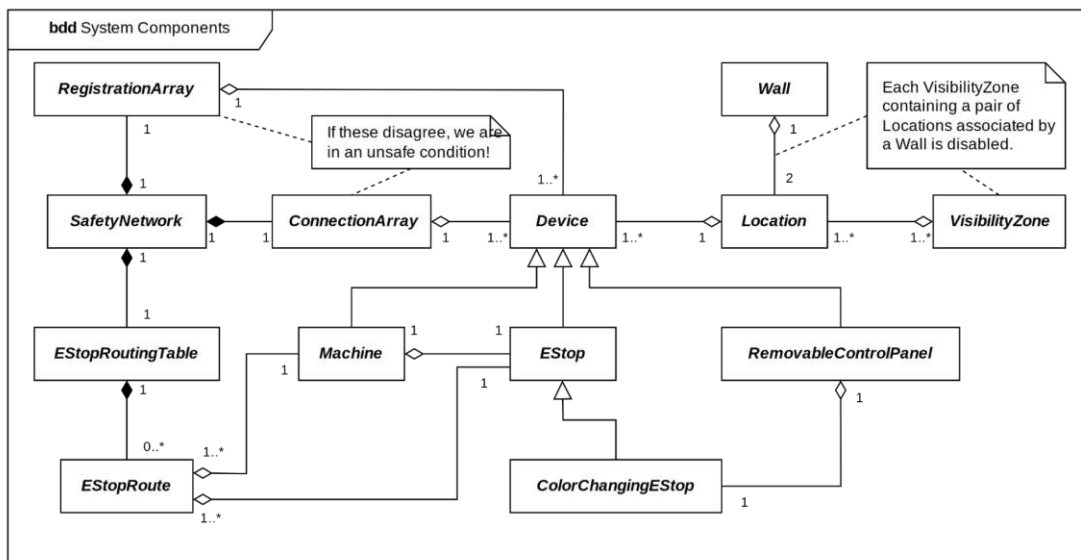 bdd System Components
RegistrationArray
1
1
If these disagree, we are
in an unsafe condition!
Wall
1
Each VisibilityZone
containing a pair of
Locations associated by
a Wall is disabled.
1
1..*
2
SafetyNetwork
1
1
ConnectionArray
1
1..*
Device
1..*
1
Location
1..*
1..*
VisibilityZone
1
1
EStopRoutingTable
1
Machine
1
1
1
EStop
1
RemovableControlPanel
1
0..*
EStopRoute
1..*
1..*
ColorChangingEStop
1